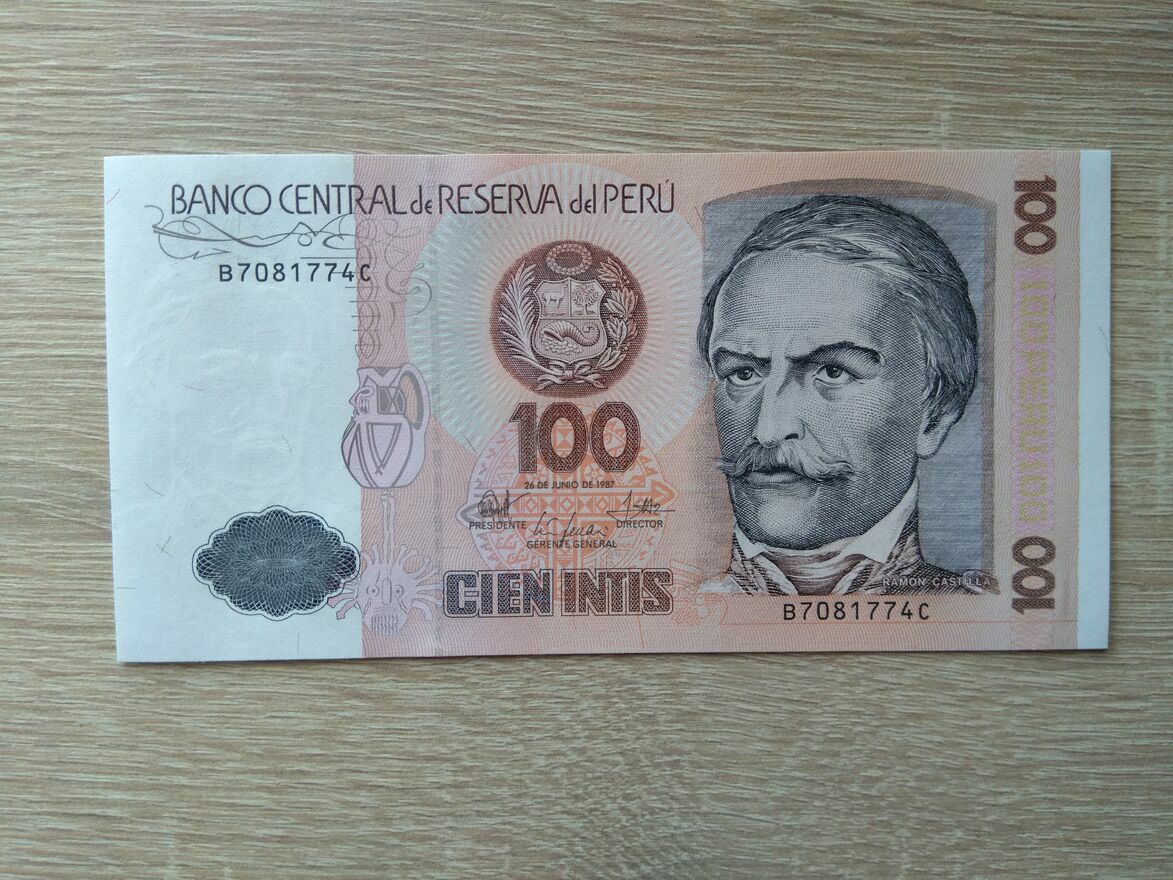 BANCO CENTRAL de RESERVA del PERÚ
B7081774C
100
100
26 DE JUNIO DE 1987
PRESIDENTE
DIRECTOR
GERENTE GENERAL
CIEN INTIS
RAMON CASTILLA
B7081774C
100